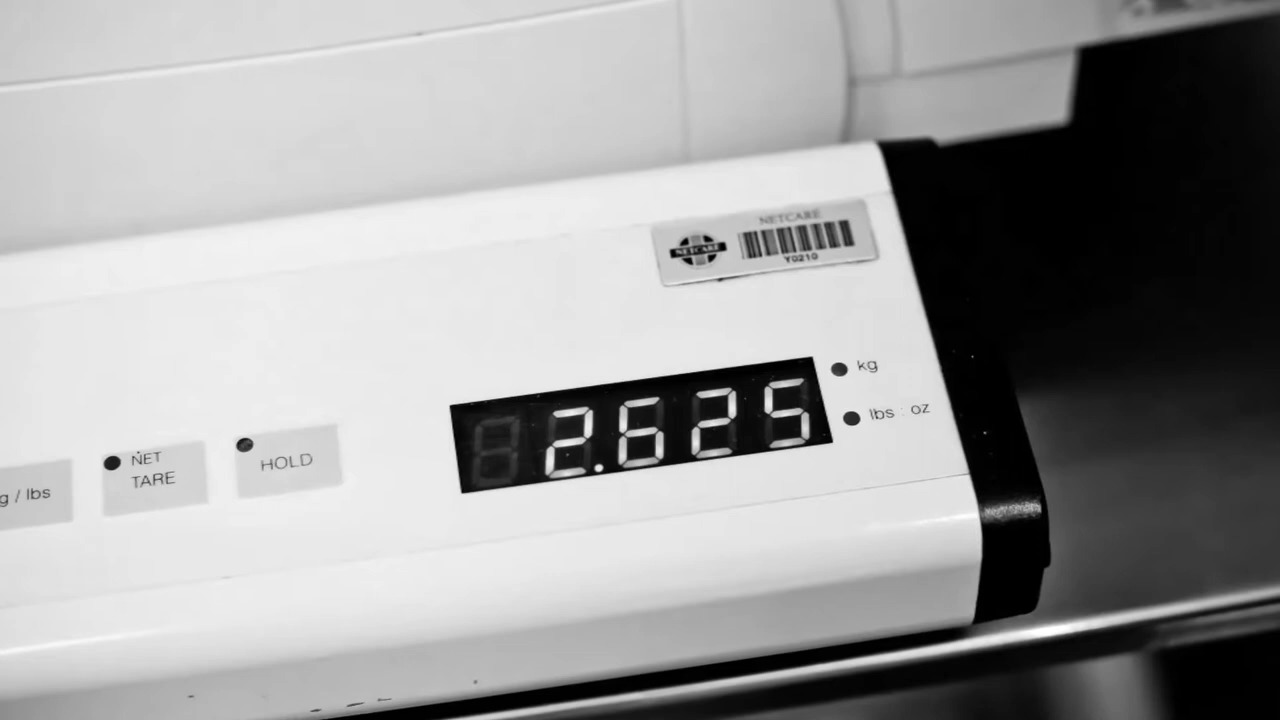 NETCARE
NETCARE
Y0210
kg
lbs : oz
2.625
NET
TARE
HOLD
g / lbs